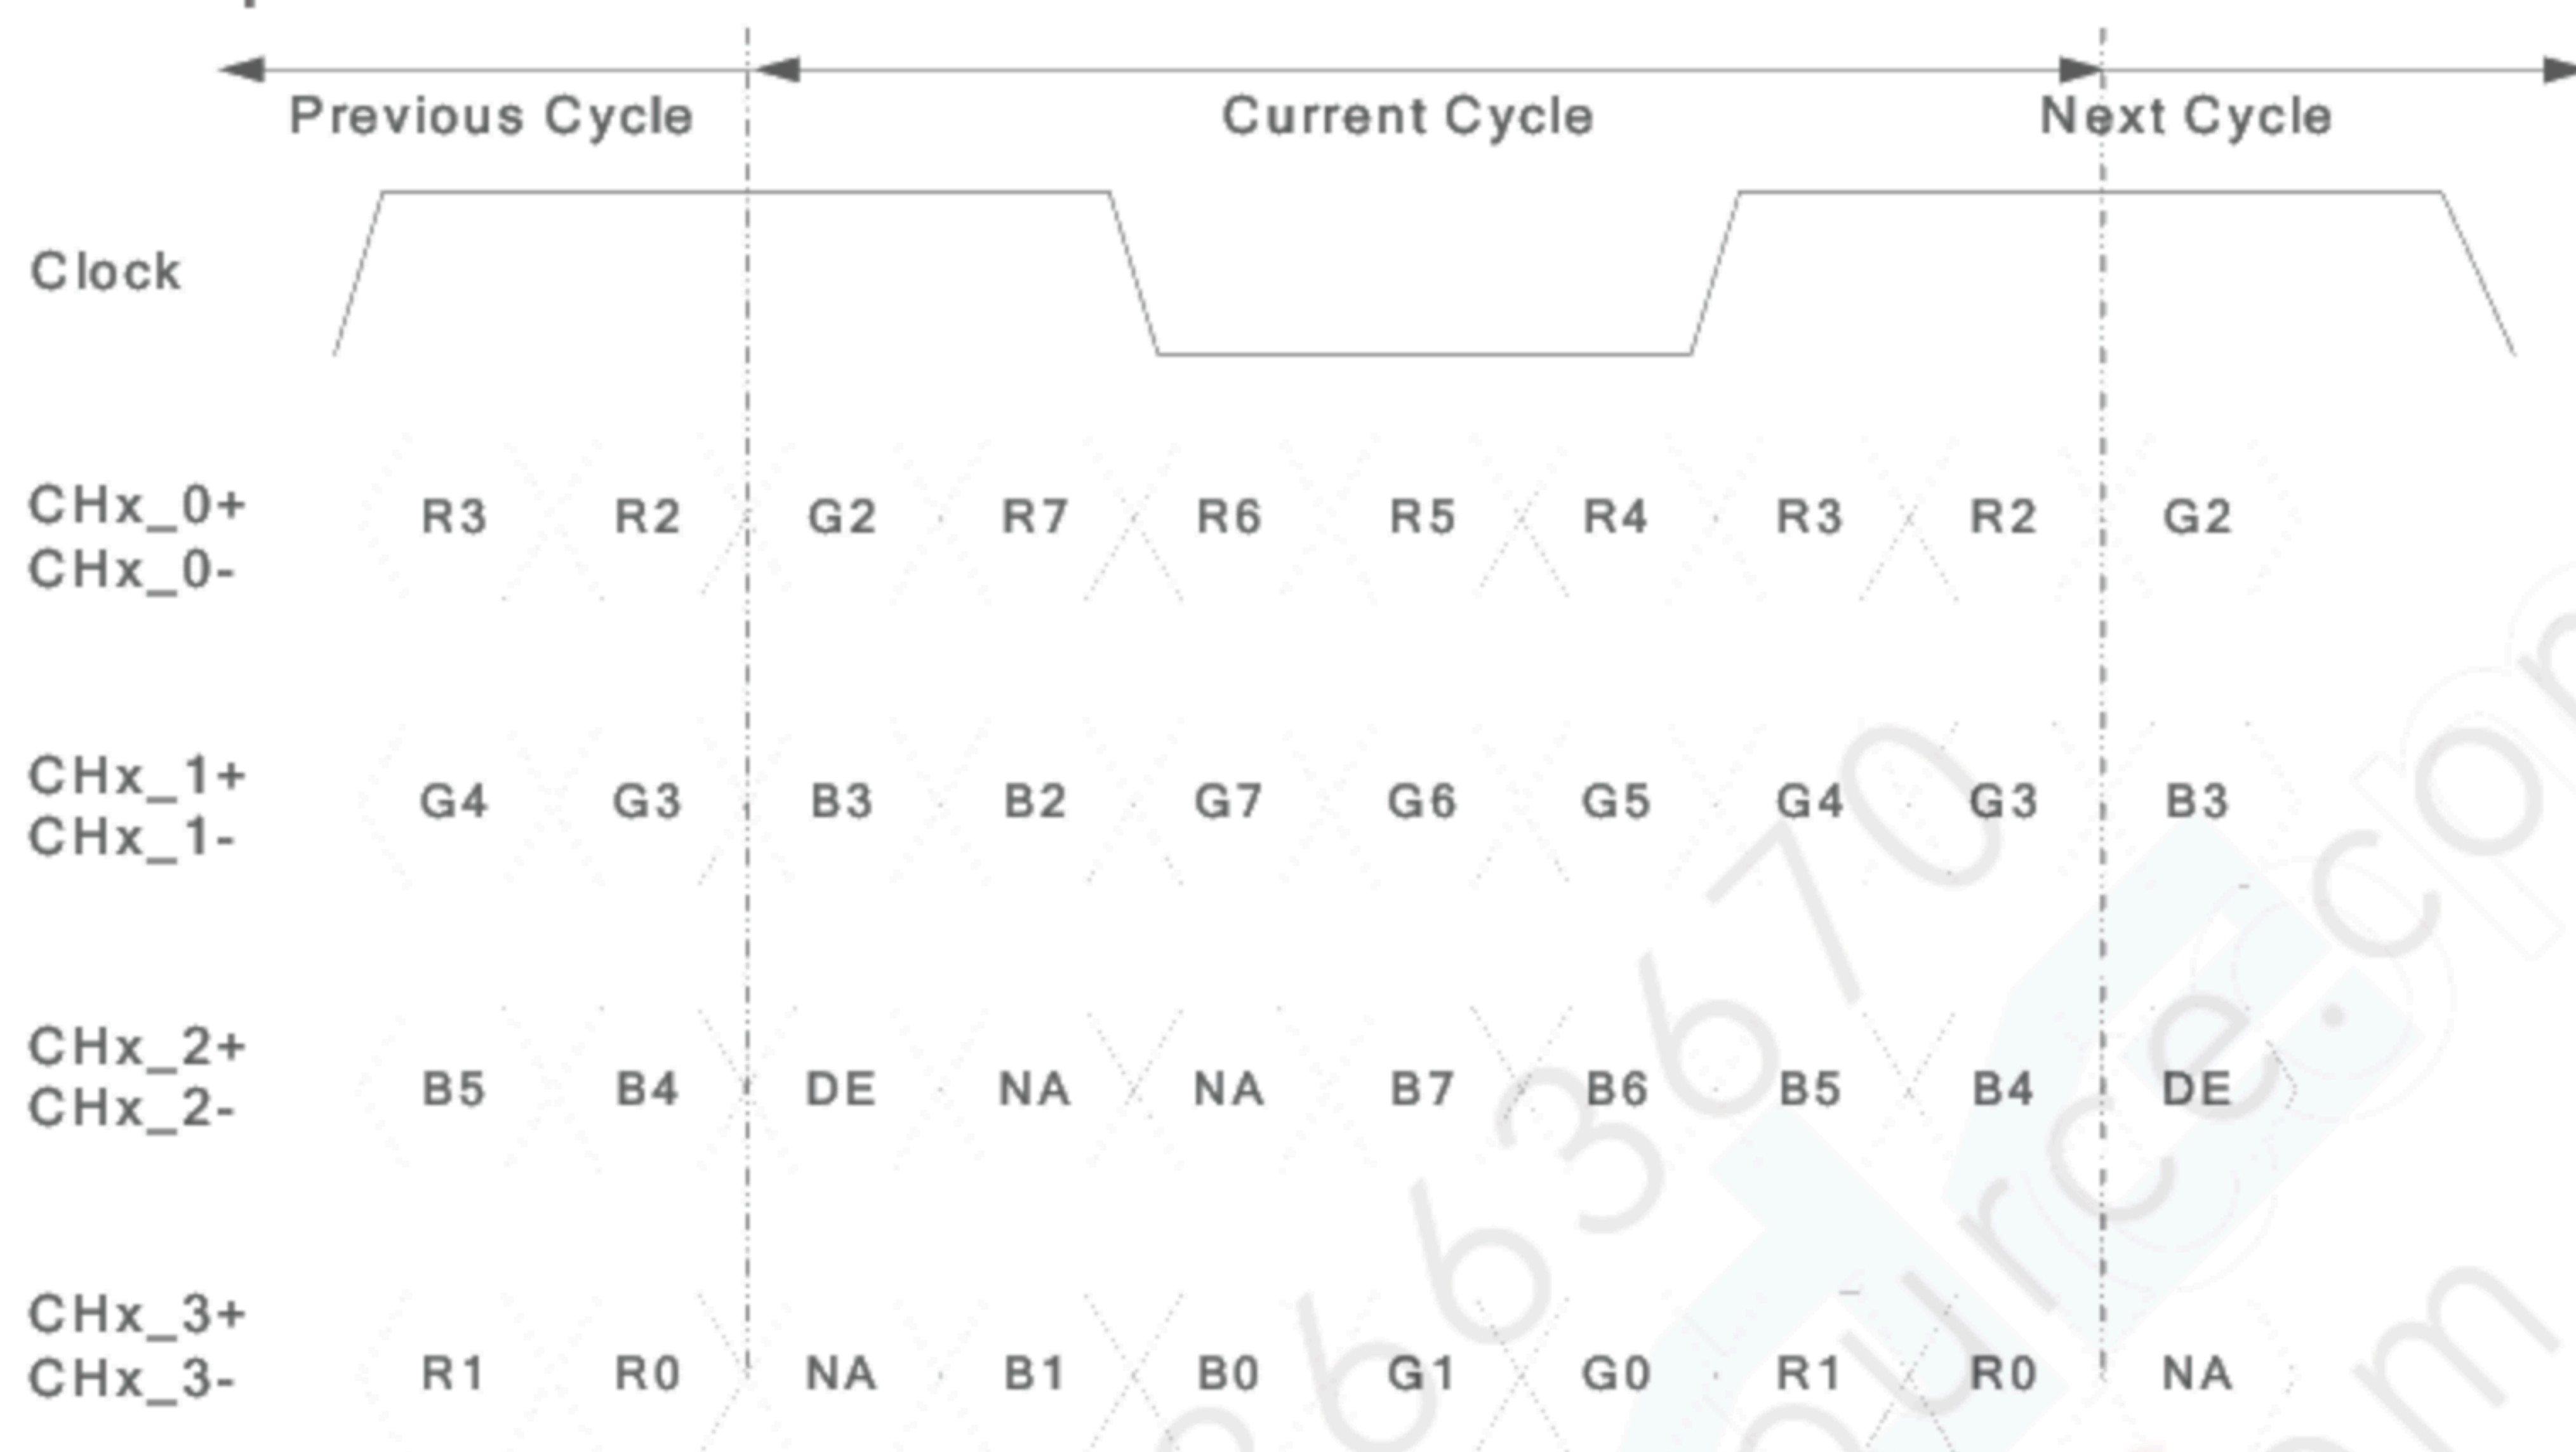 Previous Cycle Current Cycle Next Cycle
Clock
CHx_0+
R3 R2 G2 R7 R6 R5 R4 R3 R2 G2
CHx_0-
CHx_1+
G4 G3 B3 B2 G7 G6 G5 G4 G3 B3
CHx_1-
CHx_2+
B5 B4 DE NA NA B7 B6 B5 B4 DE
CHx_2-
CHx_3+
R1 R0 NA B1 B0 G1 G0 R1 R0 NA
CHx_3-